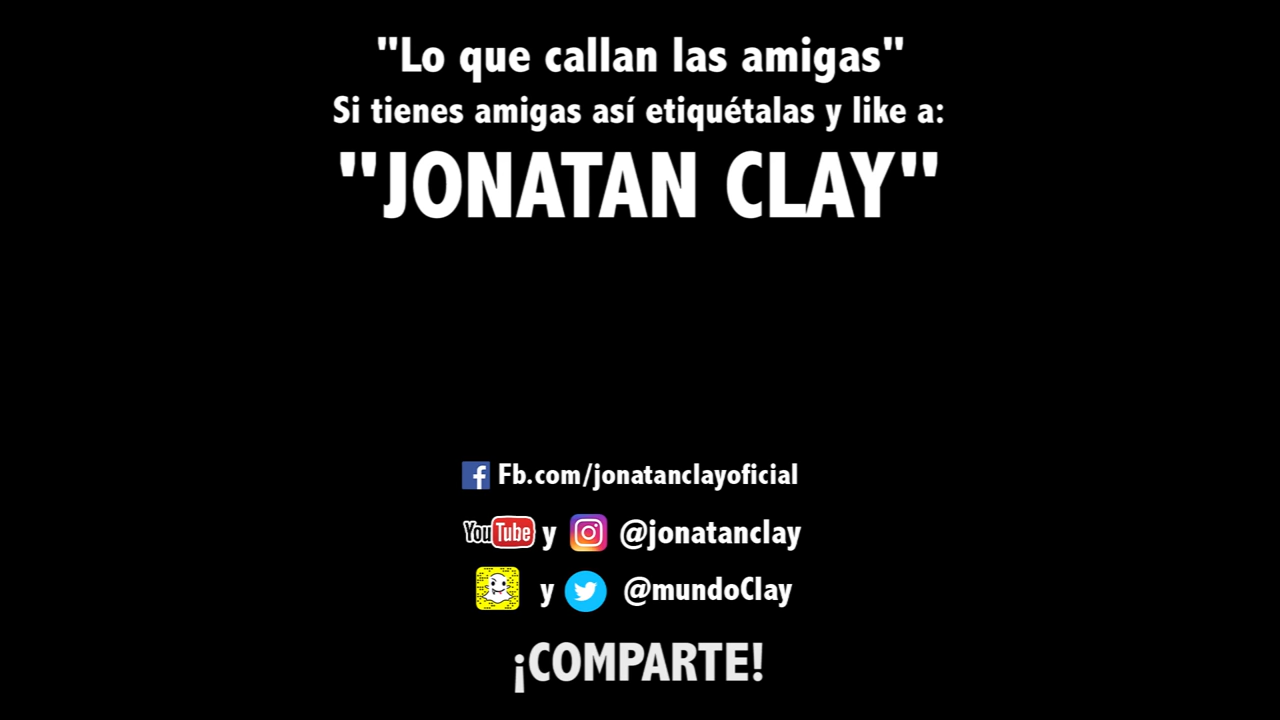 "Lo que callan las amigas"
Si tienes amigas así etiquétalas y like a:
"JONATAN CLAY"
f Fb.com/jonatanclayoficial
YouTube y @jonatanclay
y @mundoClay
¡COMPARTE!